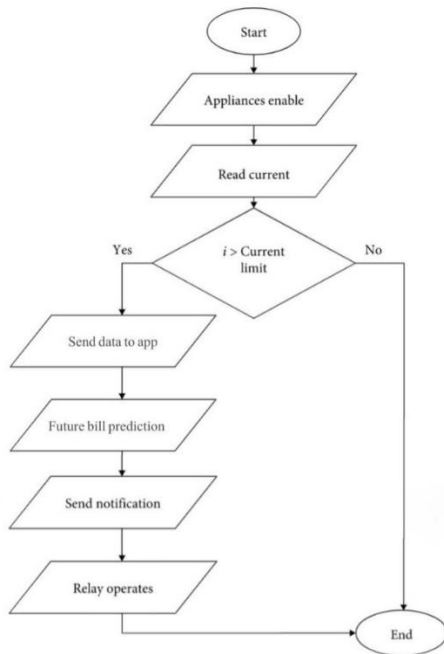 Start
Appliances enable
Read current
i > Current
limit
Yes
No
Send data to app
Future bill prediction
Send notification
Relay operates
End